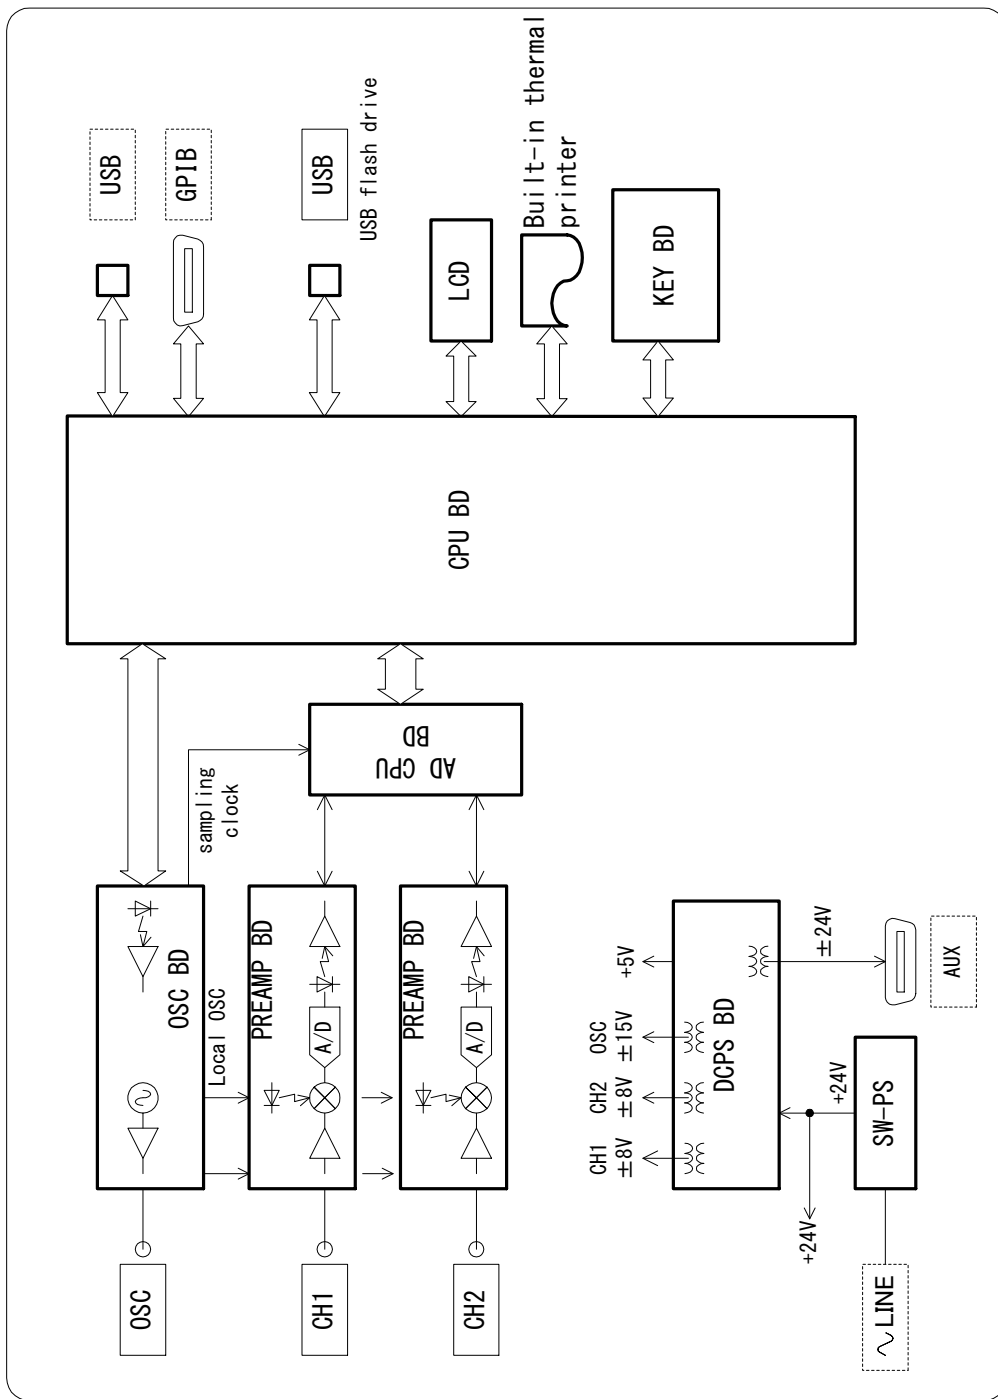 OSC
OSC BD
USB
GPIB
Local OSC
sampling
clock
CH1
PREAMP BD
A/D
AD CPU
BD
CPU BD
USB
USB flash drive
CH2
PREAMP BD
A/D
LCD
Built-in thermal
printer
KEY BD
CH1
±8V
CH2
±8V
OSC
±15V
+5V
DCPS BD
±24V
+24V
+24V
LINE
SW-PS
AUX